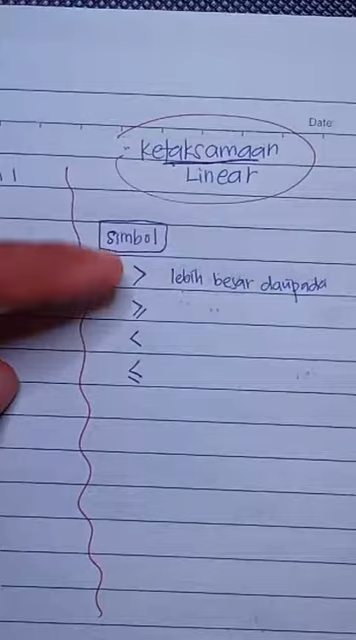 Date:
Ketaksamaan
Linear
simbol
> lebih besar daripada
≥
<
≤